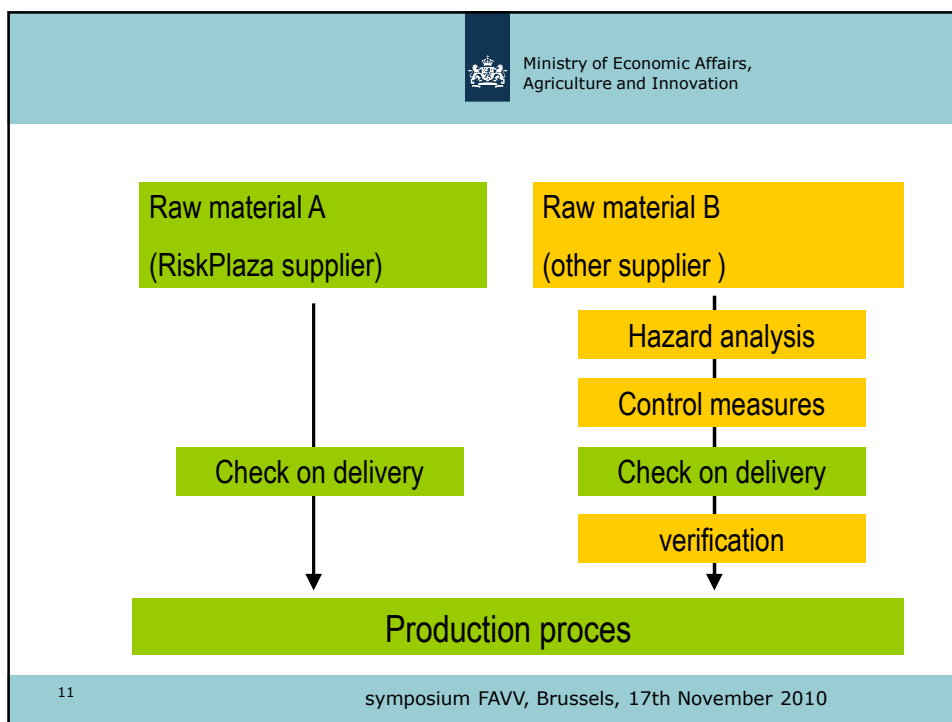 Ministry of Economic Affairs,
Agriculture and Innovation
Raw material A
(RiskPlaza supplier)
Raw material B
(other supplier )
Hazard analysis
Control measures
Check on delivery
Check on delivery
verification
Production proces
11
symposium FAVV, Brussels, 17th November 2010